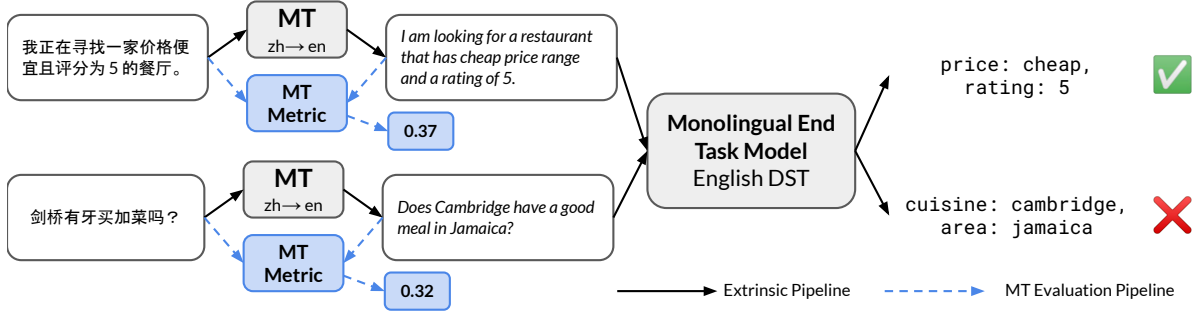 我正在寻找一家价格便
宜且评分为 5 的餐厅。
MT
zh→ en
MT
Metric
0.37
I am looking for a restaurant
that has cheap price range
and a rating of 5.
剑桥有牙买加菜吗？
MT
zh→ en
MT
Metric
0.32
Does Cambridge have a good
meal in Jamaica?
Monolingual End
Task Model
English DST
price: cheap,
rating: 5
cuisine: cambridge,
area: jamaica
Extrinsic Pipeline
MT Evaluation Pipeline